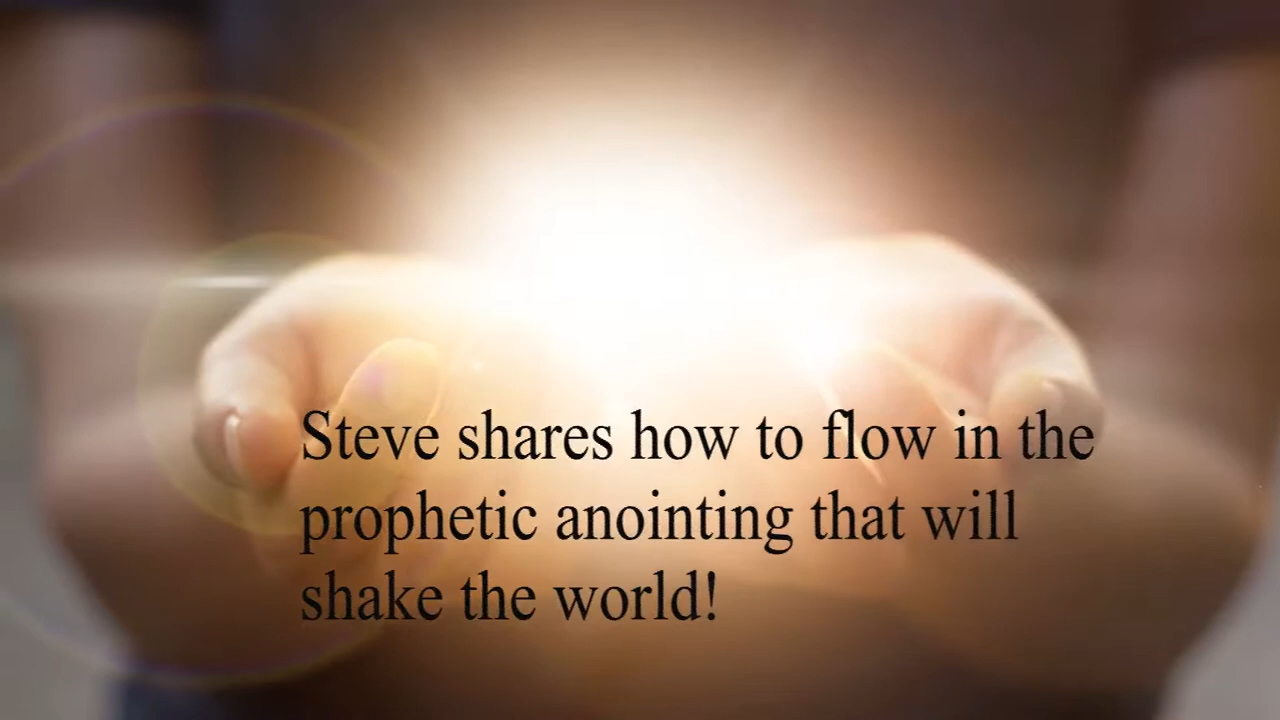 Steve shares how to flow in the
prophetic anointing that will
shake the world!